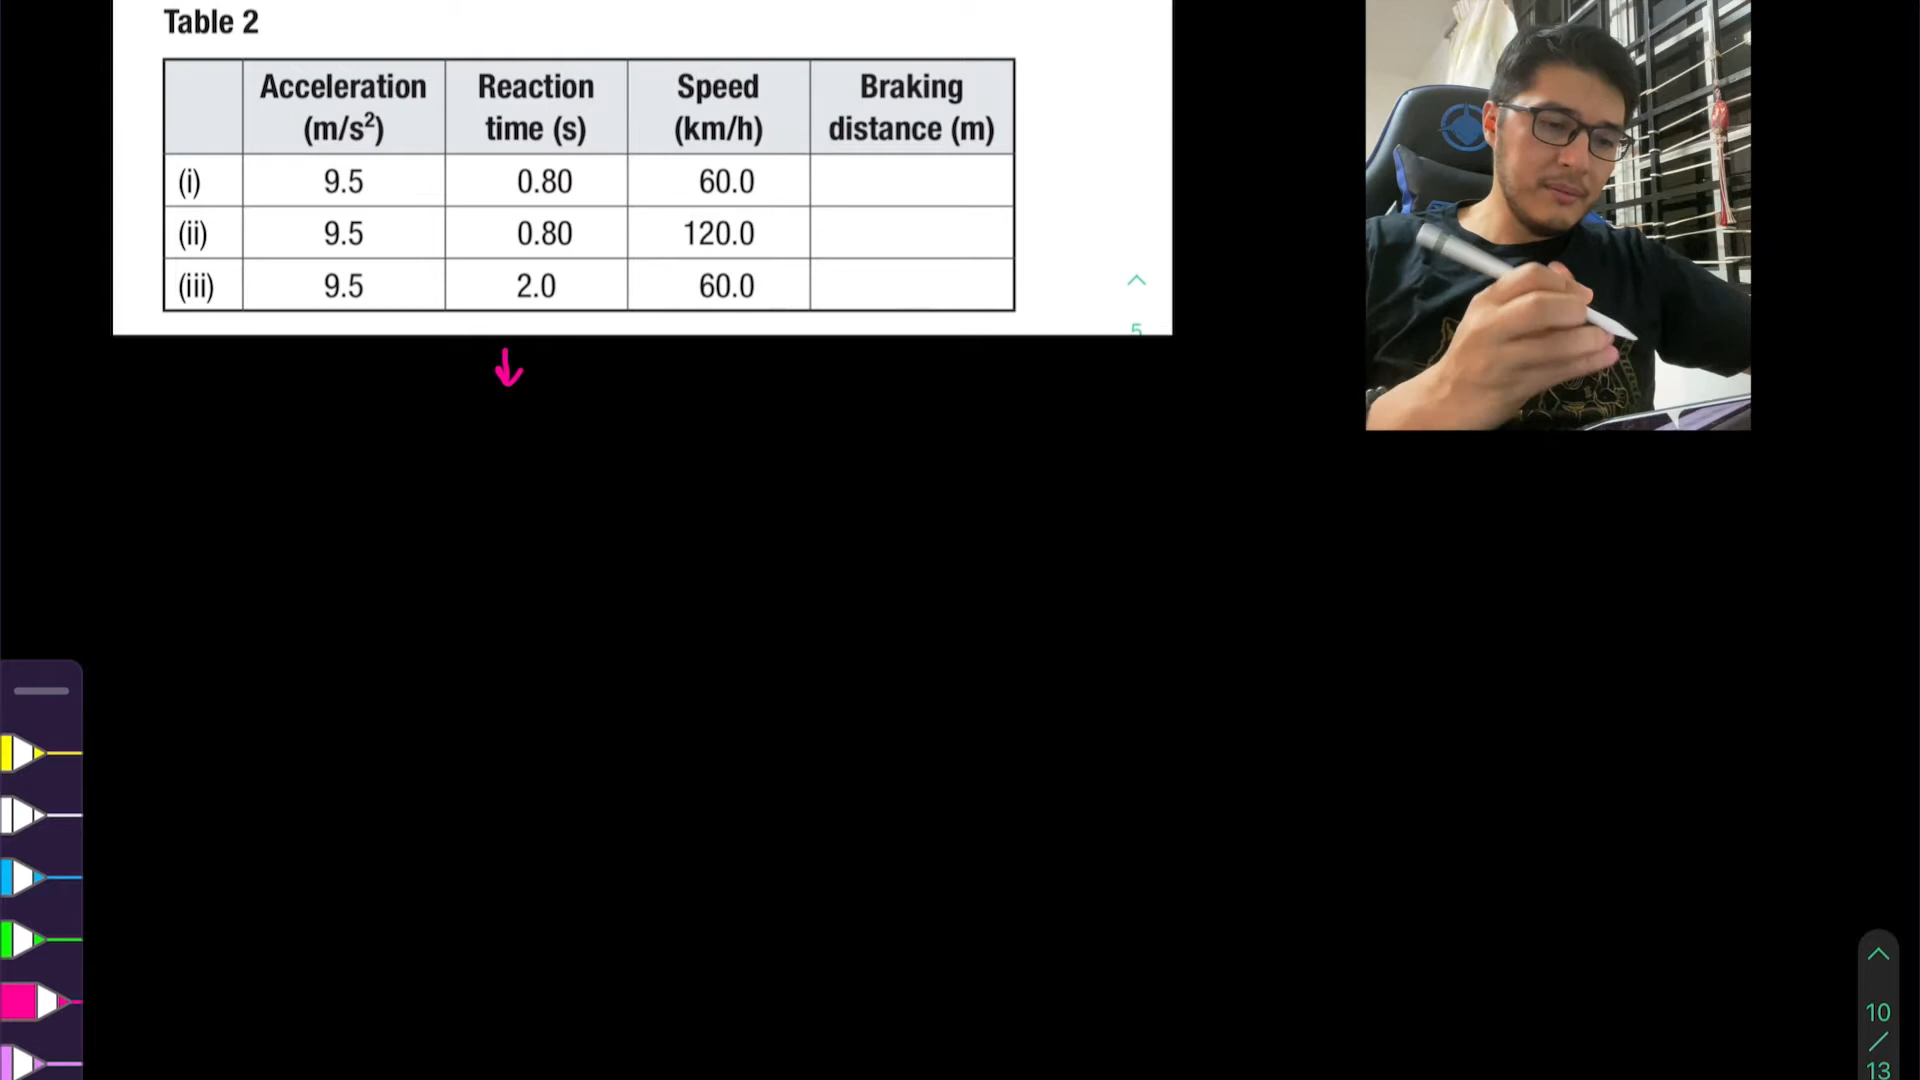 Table 2
Acceleration (m/s²) Reaction time (s) Speed (km/h) Braking distance (m)
(i) 9.5 0.80 60.0
(ii) 9.5 0.80 120.0
(iii) 9.5 2.0 60.0
5
10
/
13